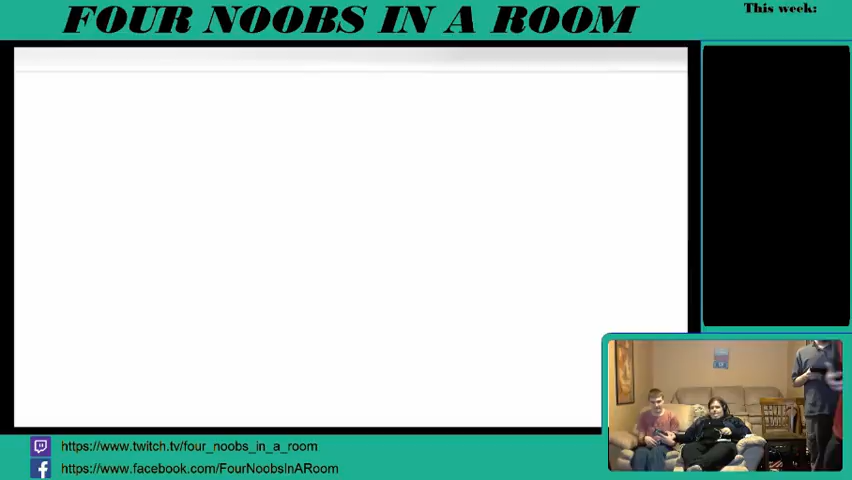 FOUR NOOBS IN A ROOM
This week:
https://www.twitch.tv/four_noobs_in_a_room
https://www.facebook.com/FourNoobsInARoom